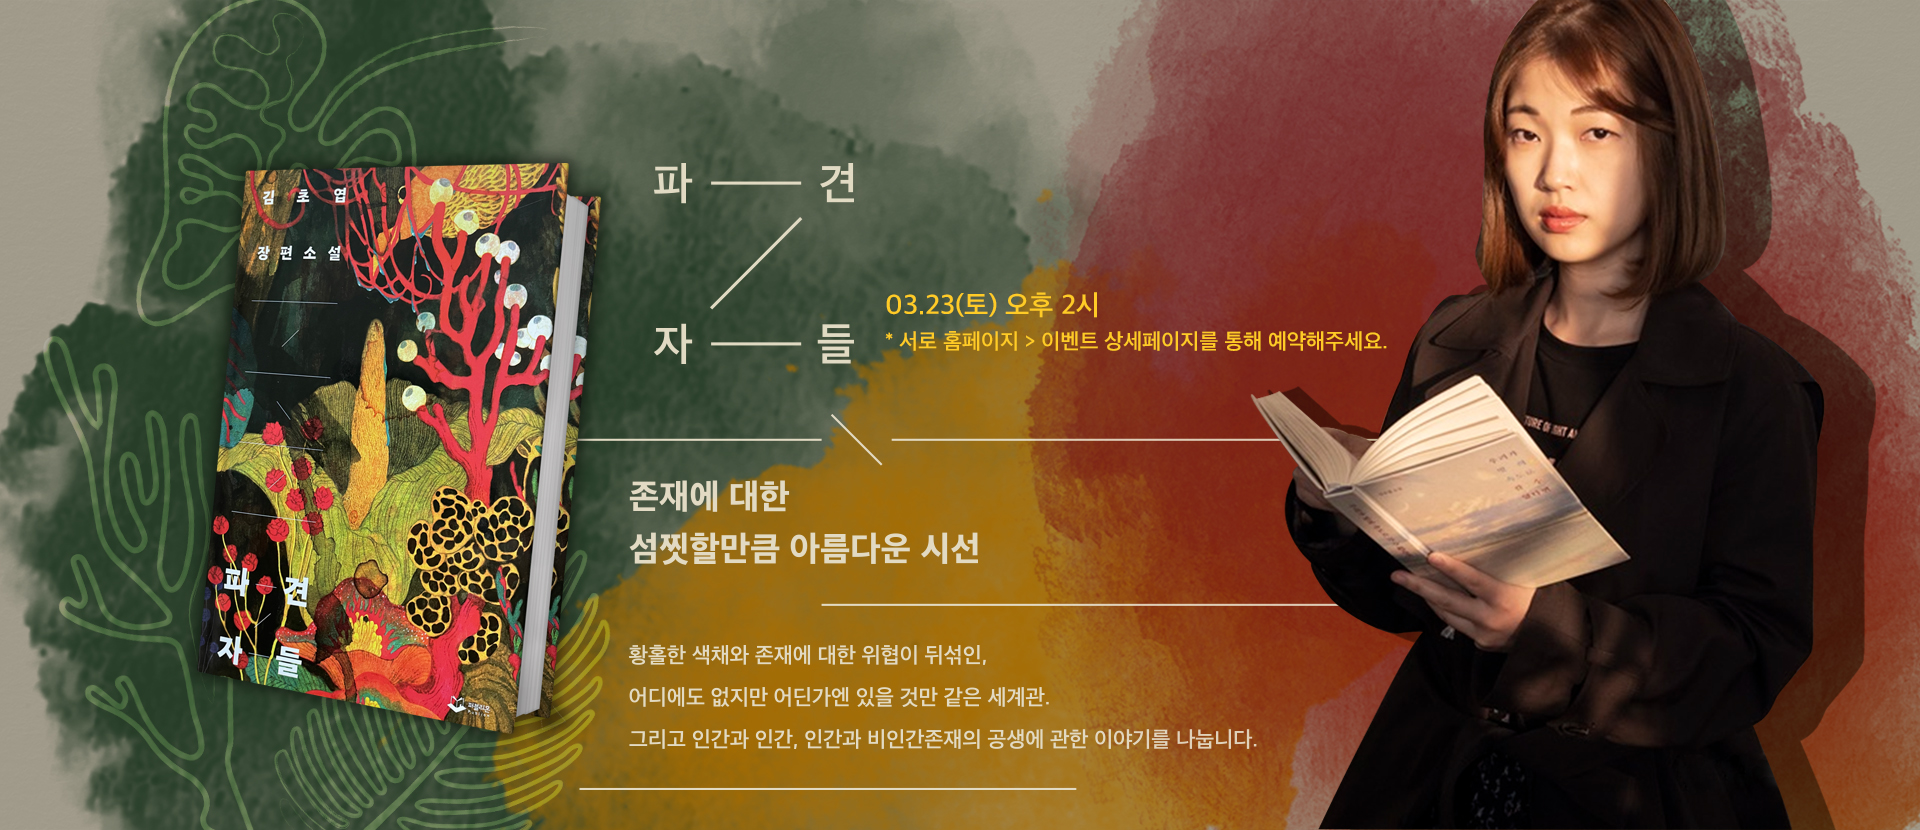 김초엽
장편소설
파견
자들
퍼블리온
파 견
자 들
03.23(토) 오후 2시
* 서로 홈페이지 > 이벤트 상세페이지를 통해 예약해주세요.
존재에 대한
섬찟할만큼 아름다운 시선
황홀한 색채와 존재에 대한 위협이 뒤섞인,
어디에도 없지만 어딘가엔 있을 것만 같은 세계관.
그리고 인간과 인간, 인간과 비인간존재의 공생에 관한 이야기를 나눕니다.